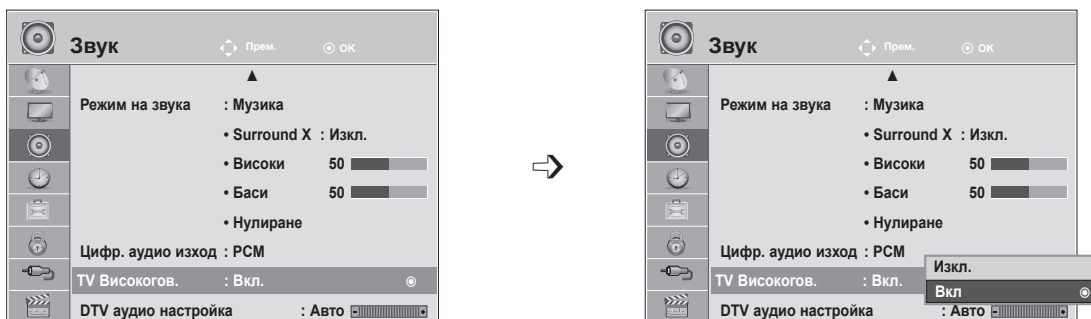 Звук Прем. OK
Режим на звука : Музика
• Surround X : Изкл.
• Високи 50
• Баси 50
• Нулиране
Цифр. аудио изход : PCM
TV Високогов. : Вкл.
DTV аудио настройка : Авто
Звук Прем. OK
Режим на звука : Музика
• Surround X : Изкл.
• Високи 50
• Баси 50
• Нулиране
Цифр. аудио изход : PCM
TV Високогов. : Вкл.
Изкл.
Вкл
DTV аудио настройка : Авто